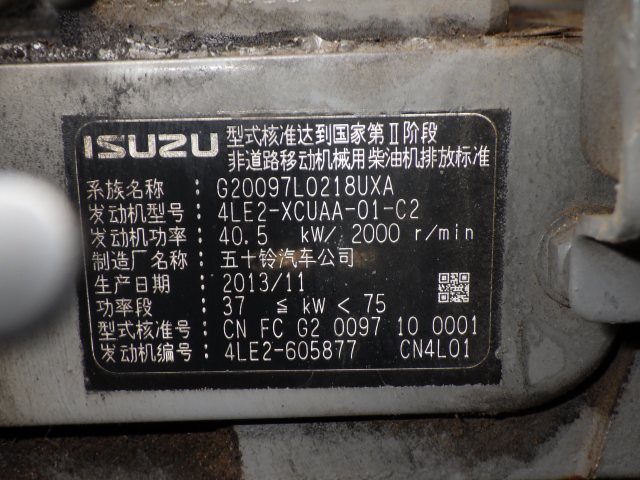 ISUZU 型式核准达到国家第Ⅱ阶段
非道路移动机械用柴油机排放标准
系族名称 : G20097L0218UXA
发动机型号 : 4LE2-XCUAA-01-C2
发动机功率 : 40.5 kW/ 2000 r/min
制造厂名称 : 五十铃汽车公司
生产日期 : 2013/11
功率段 : 37 ≦ kW < 75
型式核准号 : CN FC G2 0097 10 0001
发动机编号 : 4LE2-605877 CN4L01